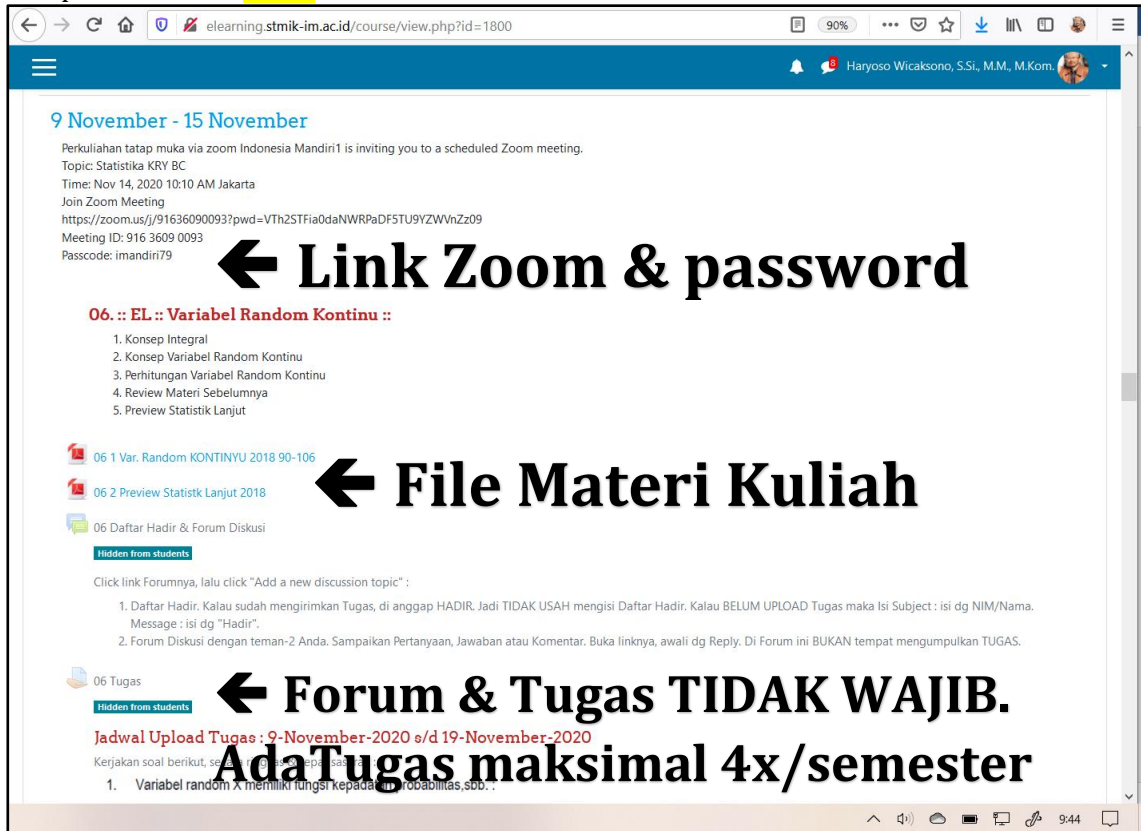 elearning.stmik-im.ac.id/course/view.php?id=1800
90%
8
Haryoso Wicaksono, S.Si., M.M., M.Kom.
9 November - 15 November
Perkuliahan tatap muka via zoom Indonesia Mandiri1 is inviting you to a scheduled Zoom meeting.
Topic: Statistika KRY BC
Time: Nov 14, 2020 10:10 AM Jakarta
Join Zoom Meeting
https://zoom.us/j/91636090093?pwd=VTh2STFia0daNWRPaDF5TU9YZWVnZz09
Meeting ID: 916 3609 0093
Passcode: imandiri79
🡸 Link Zoom & password
06. :: EL :: Variabel Random Kontinu ::
1. Konsep Integral
2. Konsep Variabel Random Kontinu
3. Perhitungan Variabel Random Kontinu
4. Review Materi Sebelumnya
5. Preview Statistik Lanjut
06 1 Var. Random KONTINYU 2018 90-106
🡸 File Materi Kuliah
06 2 Preview Statistk Lanjut 2018
06 Daftar Hadir & Forum Diskusi
Hidden from students
Click link Forumnya, lalu click "Add a new discussion topic" :
1. Daftar Hadir. Kalau sudah mengirimkan Tugas, di anggap HADIR. Jadi TIDAK USAH mengisi Daftar Hadir. Kalau BELUM UPLOAD Tugas maka Isi Subject : isi dg NIM/Nama.
Message : isi dg "Hadir".
2. Forum Diskusi dengan teman-2 Anda. Sampaikan Pertanyaan, Jawaban atau Komentar. Buka linknya, awali dg Reply. Di Forum ini BUKAN tempat mengumpulkan TUGAS.
06 Tugas
🡸 Forum & Tugas TIDAK WAJIB.
Hidden from students
Jadwal Upload Tugas : 9-November-2020 s/d 19-November-2020
AdaTugas maksimal 4x/semester
Kerjakan soal berikut,
1. Variabel random X memiliki fungsi kepadatan probabilitas,sbb. :
9:44